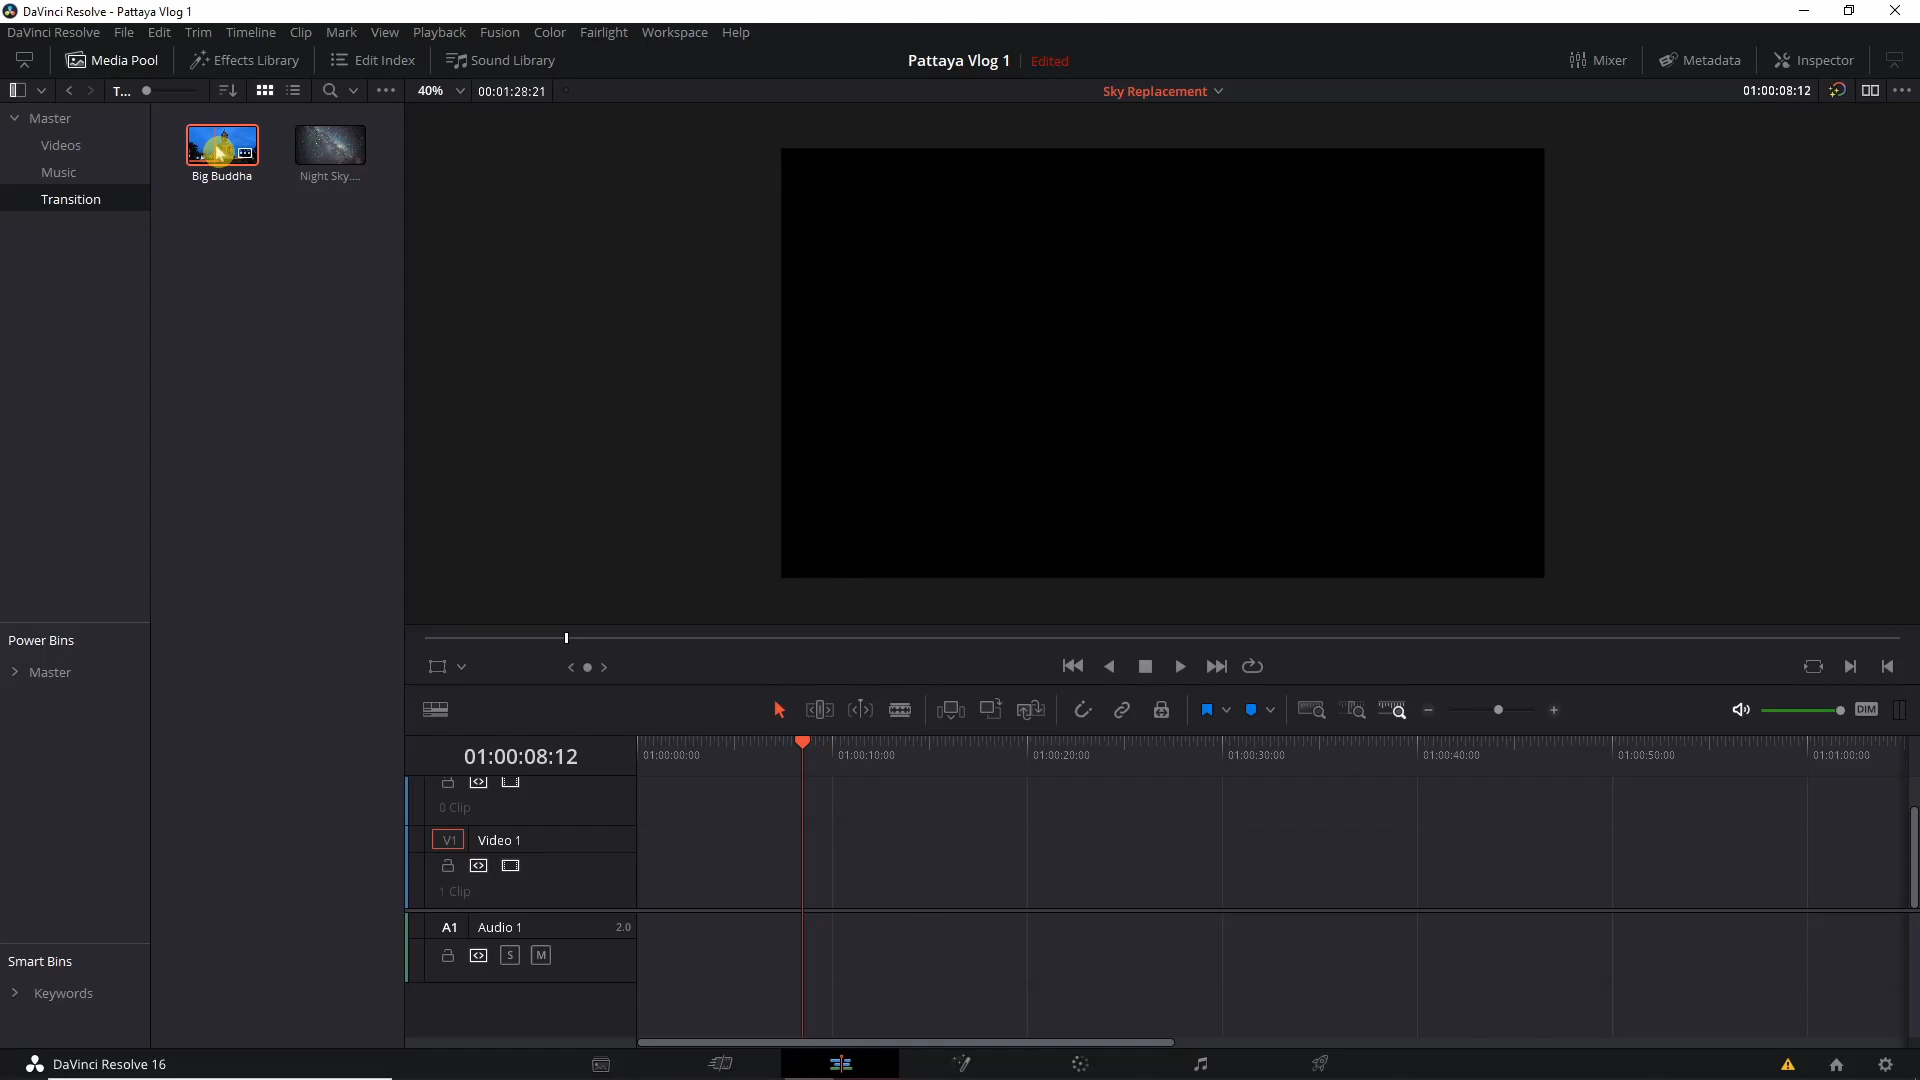 DaVinci Resolve - Pattaya Vlog 1
DaVinci Resolve File Edit Trim Timeline Clip Mark View Playback Fusion Color Fairlight Workspace Help
Media Pool Effects Library Edit Index Sound Library Pattaya Vlog 1 Edited Mixer Metadata Inspector
T... 40% 00:01:28:21 Sky Replacement 01:00:08:12
Master
Videos
Music
Transition
Big Buddha Night Sky....
Power Bins
Master
Smart Bins
Keywords
DIM
01:00:08:12
01:00:00:00 01:00:10:00 01:00:20:00 01:00:30:00 01:00:40:00 01:00:50:00 01:01:00:00
0 Clip
V1 Video 1
1 Clip
A1 Audio 1 2.0
S M
DaVinci Resolve 16